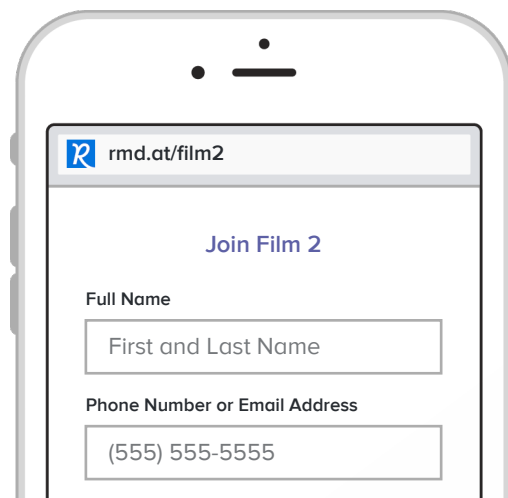 rmd.at/film2
Join Film 2
Full Name
First and Last Name
Phone Number or Email Address
(555) 555-5555